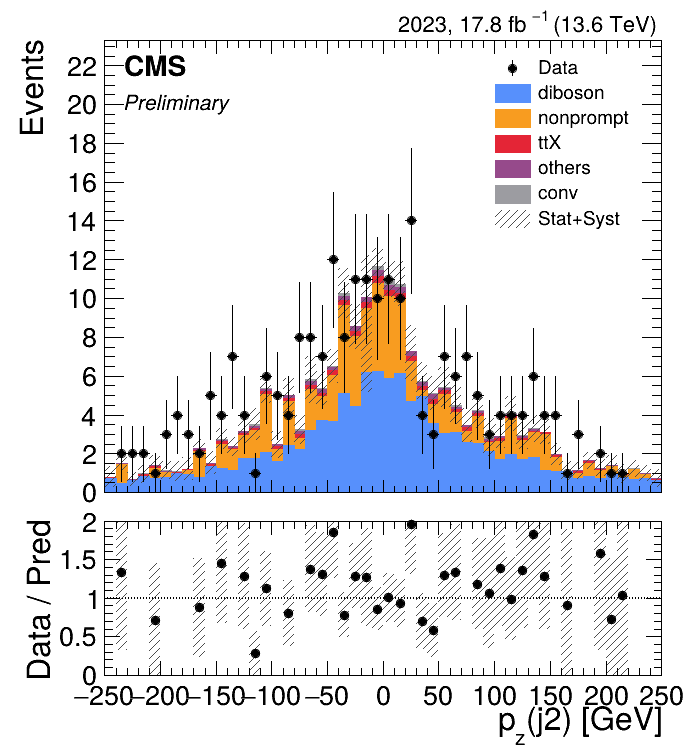 2023, 17.8 fb⁻¹ (13.6 TeV)
Events
22
20
18
16
14
12
10
8
6
4
2
0
CMS
Preliminary
Data
diboson
nonprompt
ttX
others
conv
Stat+Syst
Data / Pred
2
1.5
1
0.5
0
−250 −200 −150 −100 −50 0 50 100 150 200 250
p_z(j2) [GeV]